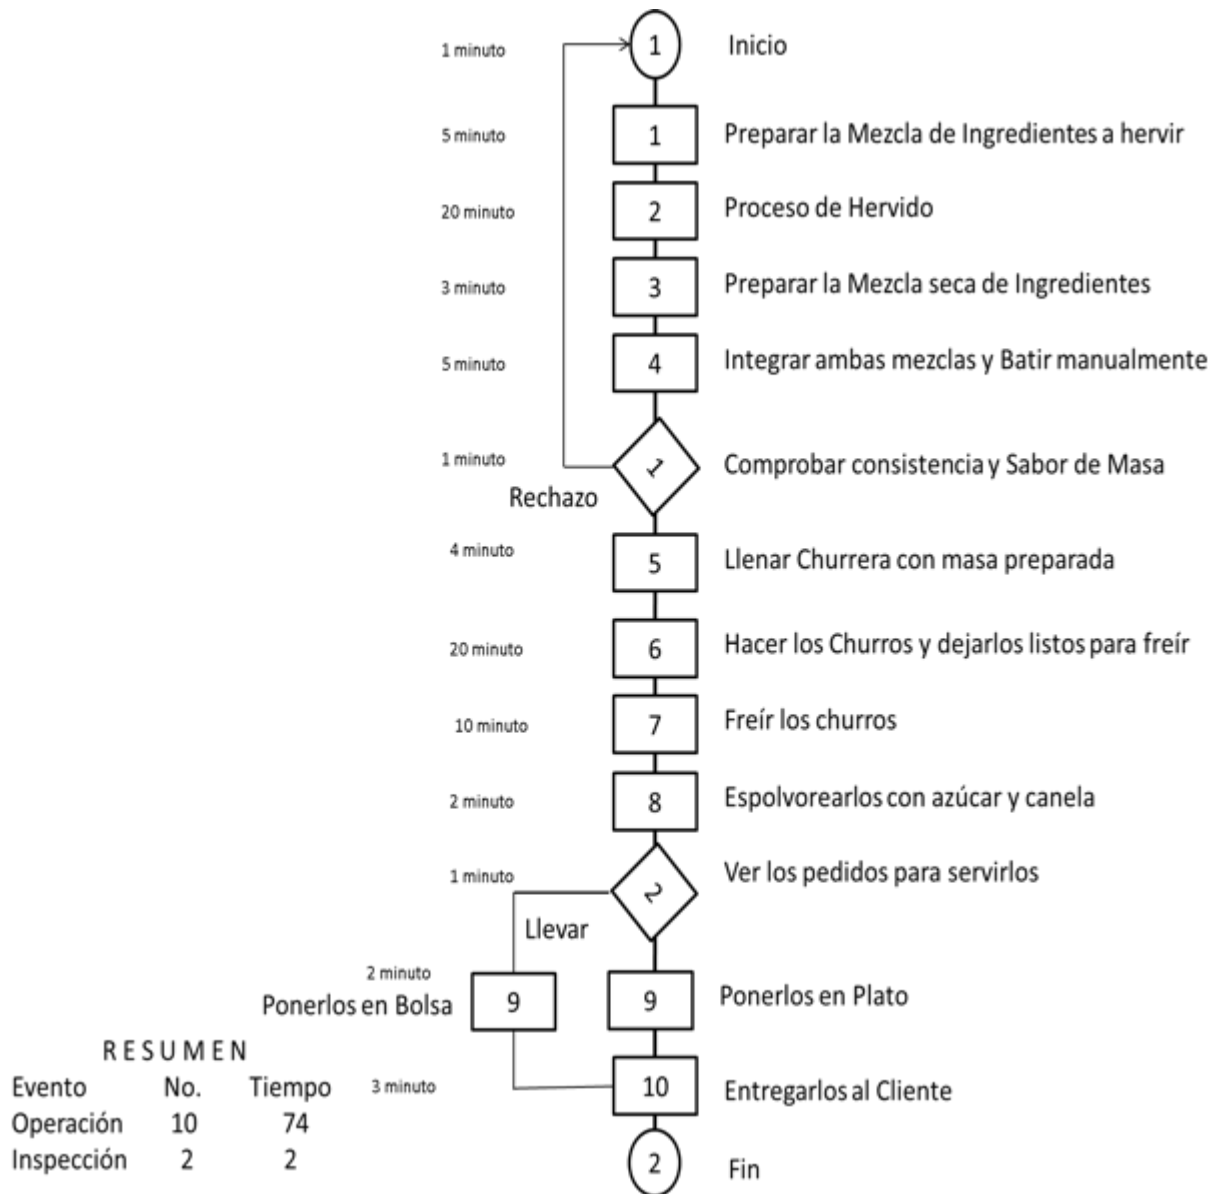 1 minuto 1 Inicio
5 minuto 1 Preparar la Mezcla de Ingredientes a hervir
20 minuto 2 Proceso de Hervido
3 minuto 3 Preparar la Mezcla seca de Ingredientes
5 minuto 4 Integrar ambas mezclas y Batir manualmente
1 minuto 1 Comprobar consistencia y Sabor de Masa
Rechazo
4 minuto 5 Llenar Churrera con masa preparada
20 minuto 6 Hacer los Churros y dejarlos listos para freír
10 minuto 7 Freír los churros
2 minuto 8 Espolvorearlos con azúcar y canela
1 minuto 2 Ver los pedidos para servirlos
Llevar
2 minuto
Ponerlos en Bolsa 9 9 Ponerlos en Plato
RESUMEN
Evento No. Tiempo 3 minuto 10 Entregarlos al Cliente
Operación 10 74
Inspección 2 2 2 Fin